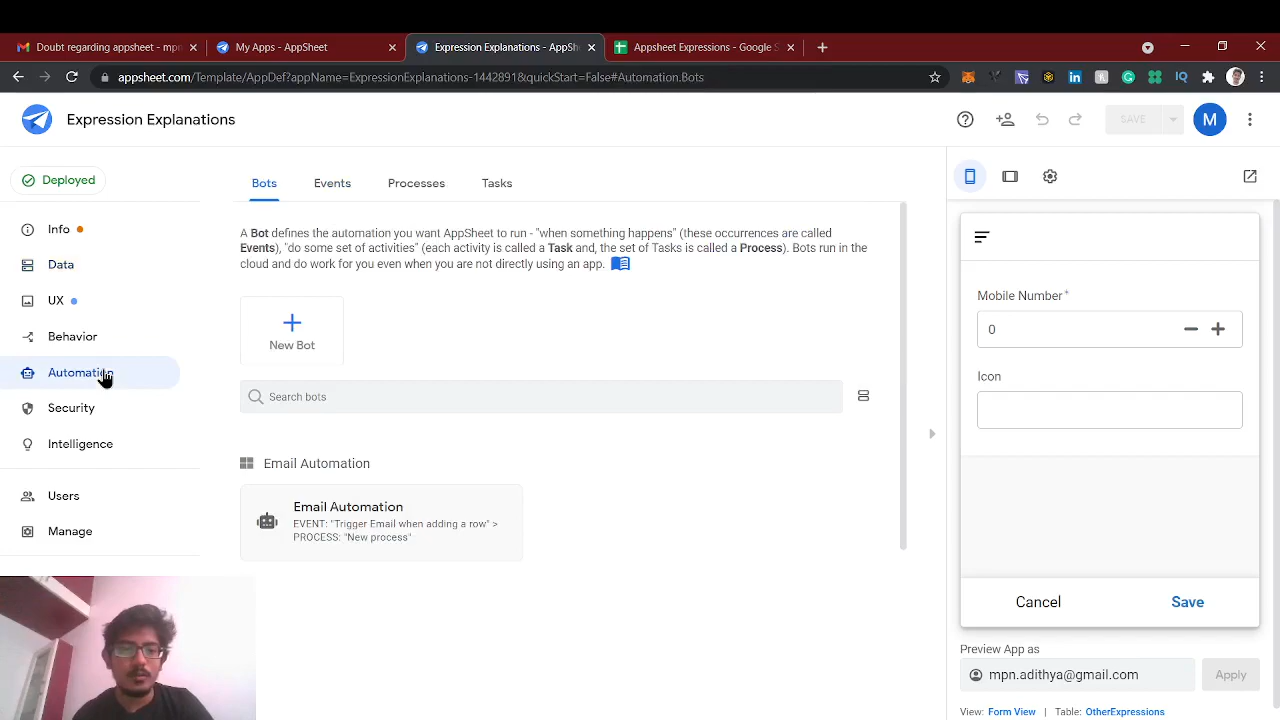 Doubt regarding appsheet - mpn
My Apps - AppSheet
Expression Explanations - AppSh
Appsheet Expressions - Google S
appsheet.com/Template/AppDef?appName=ExpressionExplanations-14428918&quickStart=False#Automation.Bots
IQ
Expression Explanations
SAVE
M
Deployed
Info
Data
UX
Behavior
Automation
Security
Intelligence
Users
Manage
Bots
Events
Processes
Tasks
A Bot defines the automation you want AppSheet to run - "when something happens" (these occurrences are called
Events), "do some set of activities" (each activity is called a Task and, the set of Tasks is called a Process). Bots run in the
cloud and do work for you even when you are not directly using an app.
New Bot
Search bots
Email Automation
Email Automation
EVENT: "Trigger Email when adding a row" >
PROCESS: "New process"
Mobile Number*
0
Icon
Cancel
Save
Preview App as
mpn.adithya@gmail.com
Apply
View: Form View | Table: OtherExpressions